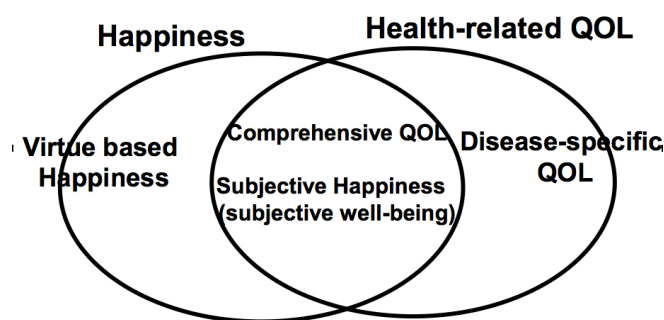 Happiness
Health-related QOL
Comprehensive QOL
Virtue based
Happiness
Disease-specific
QOL
Subjective Happiness
(subjective well-being)